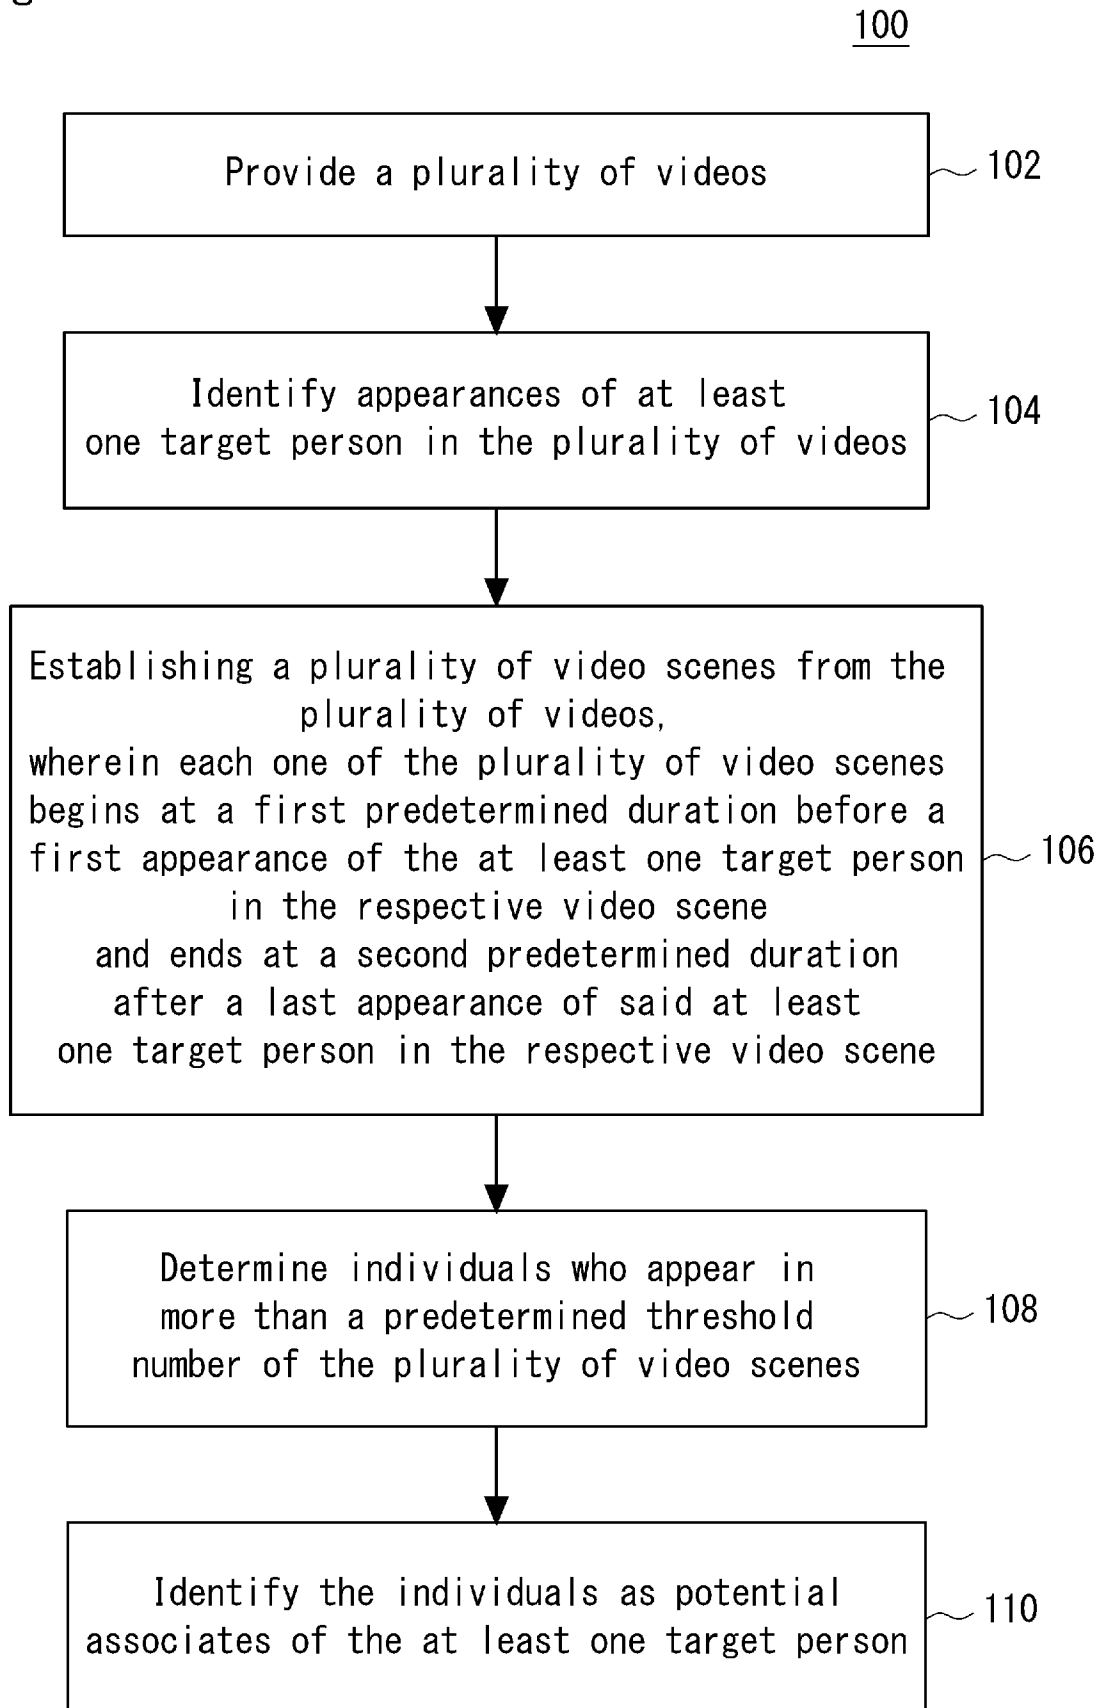 100
Provide a plurality of videos
102
Identify appearances of at least
one target person in the plurality of videos
104
Establishing a plurality of video scenes from the
plurality of videos,
wherein each one of the plurality of video scenes
begins at a first predetermined duration before a
first appearance of the at least one target person
in the respective video scene
and ends at a second predetermined duration
after a last appearance of said at least
one target person in the respective video scene
106
Determine individuals who appear in
more than a predetermined threshold
number of the plurality of video scenes
108
Identify the individuals as potential
associates of the at least one target person
110